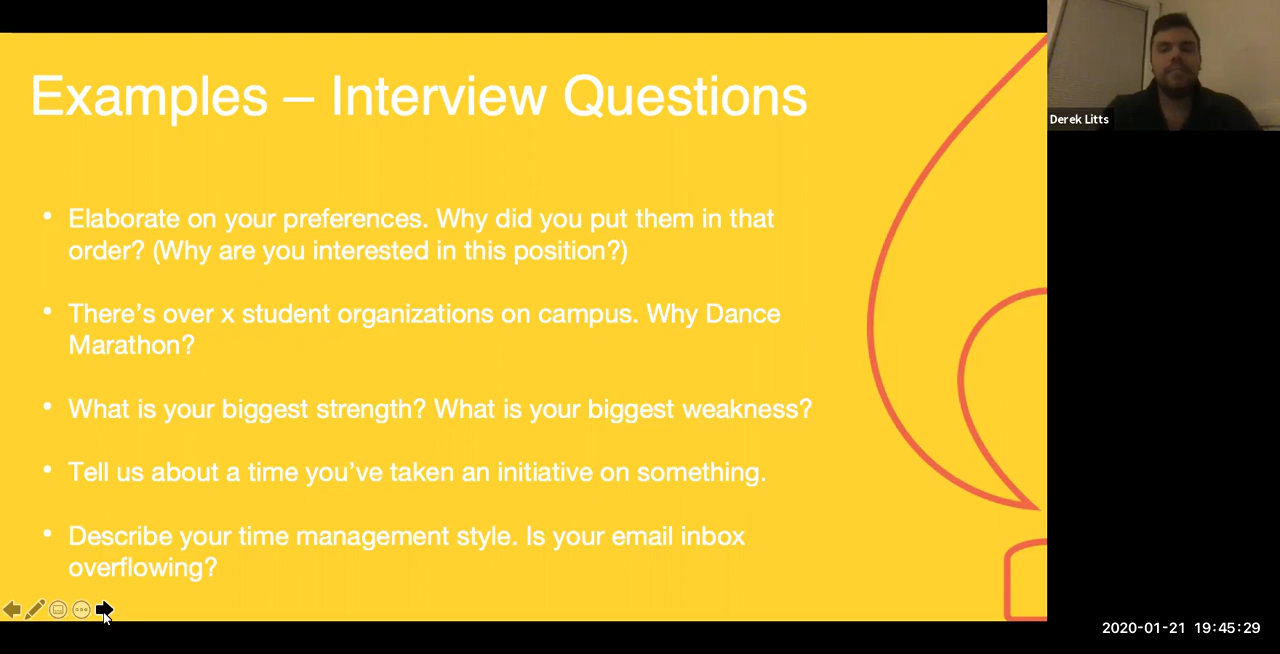 Examples – Interview Questions
• Elaborate on your preferences. Why did you put them in that
order? (Why are you interested in this position?)
• There’s over x student organizations on campus. Why Dance
Marathon?
• What is your biggest strength? What is your biggest weakness?
• Tell us about a time you’ve taken an initiative on something.
• Describe your time management style. Is your email inbox
overflowing?
Derek Litts
2020-01-21 19:45:29